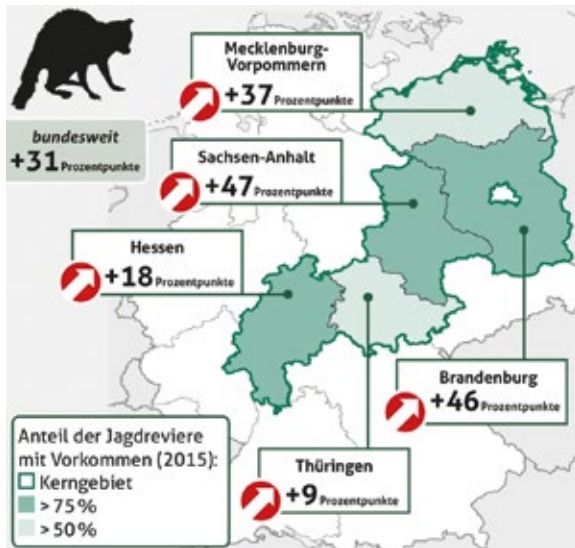 Mecklenburg-
Vorpommern
+37 Prozentpunkte
bundesweit
+31 Prozentpunkte
Sachsen-Anhalt
+47 Prozentpunkte
Hessen
+18 Prozentpunkte
Brandenburg
+46 Prozentpunkte
Thüringen
+9 Prozentpunkte
Anteil der Jagdreviere
mit Vorkommen (2015):
Kerngebiet
> 75 %
> 50 %